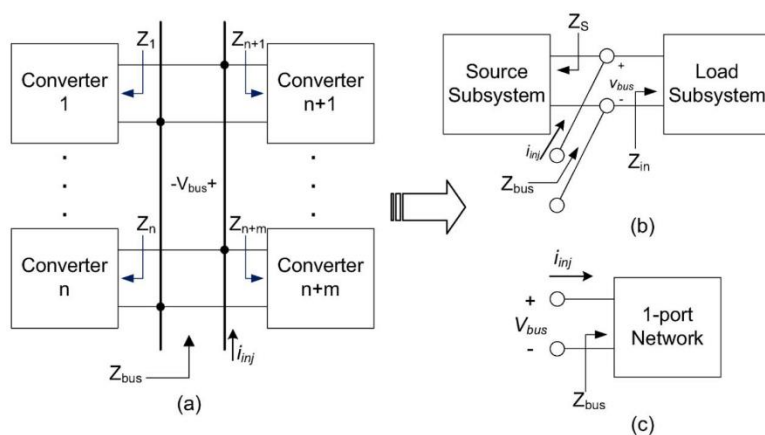 Z1
Zn+1
Converter
1
Converter
n+1
-Vbus+
Zn
Zn+m
Converter
n
Converter
n+m
Zbus
iinj
(a)
ZS
Source
Subsystem
+
vbus
-
Load
Subsystem
iinj
Zbus
Zin
(b)
iinj
+
Vbus
-
1-port
Network
Zbus
(c)